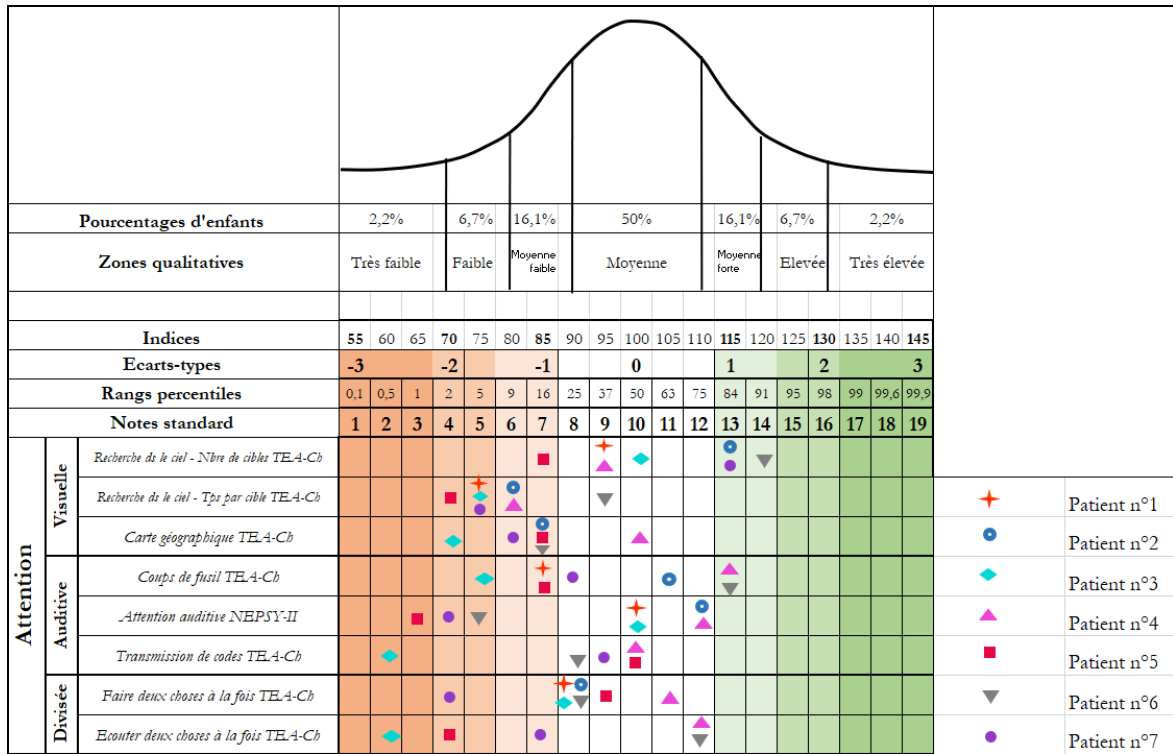 Pourcentages d'enfants 2,2% 6,7% 16,1% 50% 16,1% 6,7% 2,2%
Zones qualitatives Très faible Faible Moyenne faible Moyenne Moyenne forte Elevée Très élevée
Indices 55 60 65 70 75 80 85 90 95 100 105 110 115 120 125 130 135 140 145
Ecarts-types -3 -2 -1 0 1 2 3
Rangs percentiles 0,1 0,5 1 2 5 9 16 25 37 50 63 75 84 91 95 98 99 99,6 99,9
Notes standard 1 2 3 4 5 6 7 8 9 10 11 12 13 14 15 16 17 18 19
Attention
Visuelle
Recherche ds le ciel - Nbre de cibles TEA-Ch
Recherche ds le ciel - Tps par cible TEA-Ch
Carte géographique TEA-Ch
Auditive
Coups de fusil TEA-Ch
Attention auditive NEPSY-II
Transmission de codes TEA-Ch
Divisée
Faire deux choses à la fois TEA-Ch
Ecouter deux choses à la fois TEA-Ch
Patient n°1
Patient n°2
Patient n°3
Patient n°4
Patient n°5
Patient n°6
Patient n°7